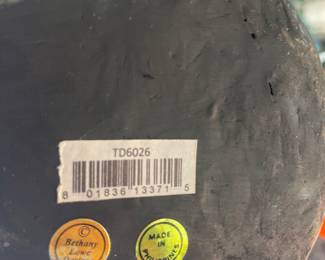 TD6026
8 01836 13371 5
©
Bethany
Lowe
MADE
IN
PHILIPPINES